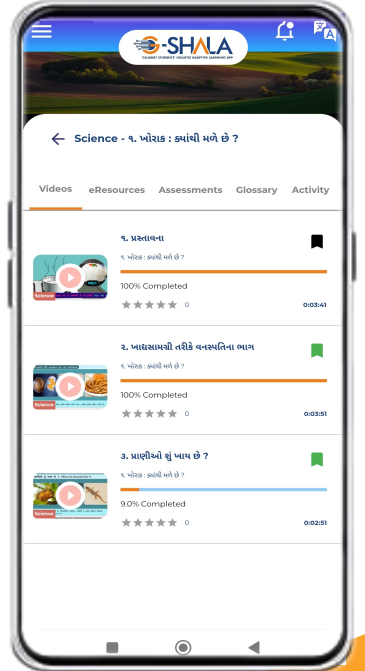 G-SHALA
GUJARAT STUDENTS' HOLISTIC ADAPTIVE LEARNING APP
Science - ૧. ખોરાક : ક્યાંથી મળે છે ?
Videos eResources Assessments Glossary Activity
૧. પ્રસ્તાવના
૧. ખોરાક : ક્યાંથી મળે છે ?
Science
100% Completed
0 0:03:41
૨. ખાદ્યસામગ્રી તરીકે વનસ્પતિના ભાગ
૧. ખોરાક : ક્યાંથી મળે છે ?
Science
100% Completed
0 0:03:51
૩. પ્રાણીઓ શું ખાય છે ?
૧. ખોરાક : ક્યાંથી મળે છે ?
Science
9.0% Completed
0 0:02:51